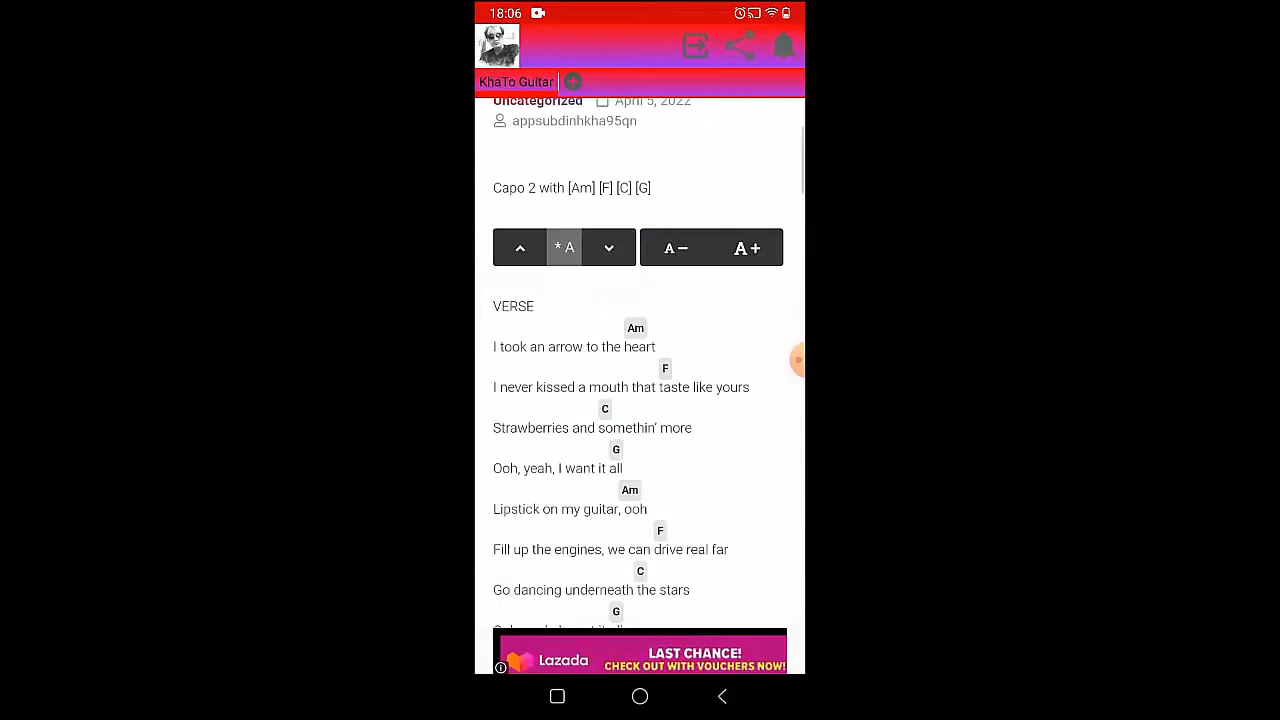 18:06
KhaTo Guitar
Uncategorized April 5, 2022
appsubdinhkha95qn
Capo 2 with [Am] [F] [C] [G]
* A A− A+
VERSE
Am
I took an arrow to the heart
F
I never kissed a mouth that taste like yours
C
Strawberries and somethin' more
G
Ooh, yeah, I want it all
Am
Lipstick on my guitar, ooh
F
Fill up the engines, we can drive real far
C
Go dancing underneath the stars
G
Lazada
LAST CHANCE!
CHECK OUT WITH VOUCHERS NOW!